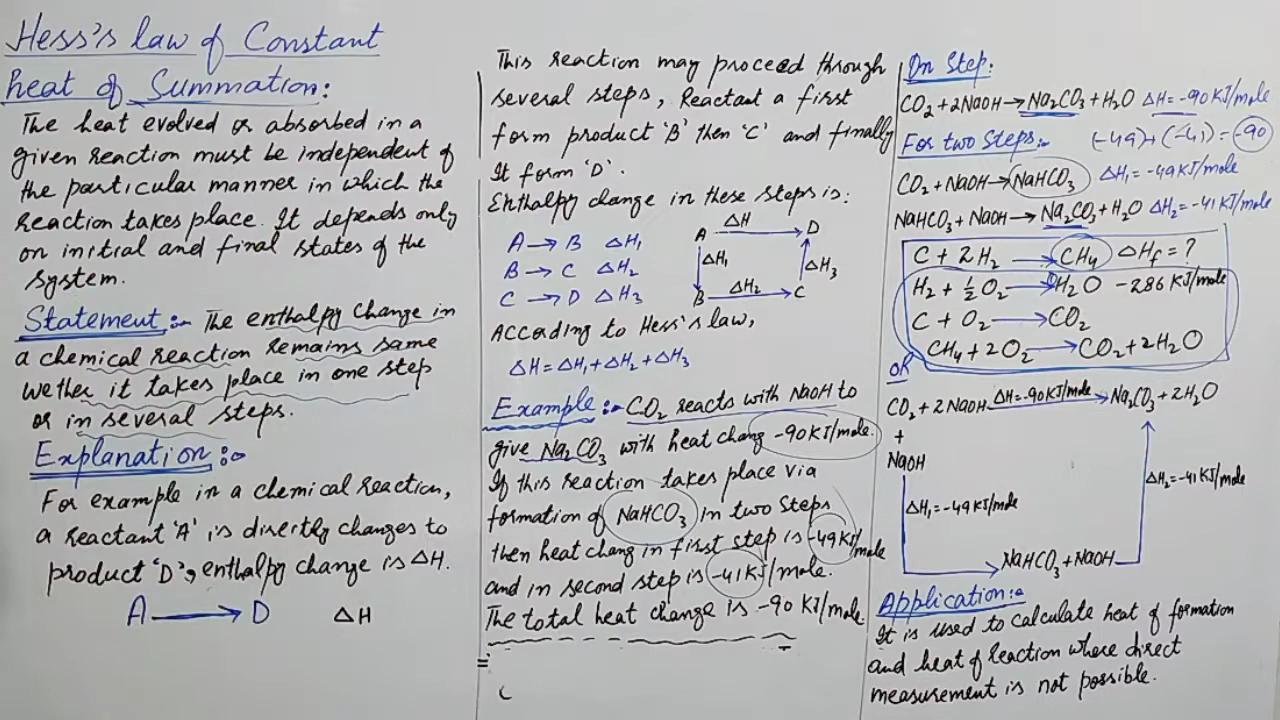 Hess's law of Constant
heat of Summation:
The heat evolved or absorbed in a
given reaction must be independent of
the particular manner in which the
reaction takes place. It depends only
on initial and final states of the
system.
Statement:- The enthalpy change in
a chemical reaction remains same
wether it takes place in one step
or in several steps.
Explanation:-
For example in a chemical reaction,
a reactant 'A' is directly changes to
product 'D', enthalpy change is ΔH.
A → D ΔH
This reaction may proceed through
several steps, Reactant a first
form product 'B' then 'C' and finally
It form 'D'.
Enthalpy change in these steps is:
A → B ΔH₁
B → C ΔH₂
C → D ΔH₃
A ΔH → D
ΔH₁ ΔH₃
B ΔH₂ → C
According to Hess's law,
ΔH = ΔH₁ + ΔH₂ + ΔH₃
Example:- CO₂ reacts with NaOH to
give Na₂CO₃ with heat chang -90KJ/mole.
If this reaction takes place via
formation of NaHCO₃ in two steps
then heat chang in first step is -49KJ/mole
and in second step is -41KJ/mole.
The total heat change is -90 KJ/mole
=
On Step:
CO₂ + 2NaOH → Na₂CO₃ + H₂O ΔH = -90 KJ/mole
For two Steps:- (-49)+(-41) = -90
CO₂ + NaOH → NaHCO₃ ΔH₁ = -49 KJ/mole
NaHCO₃ + NaOH → Na₂CO₃ + H₂O ΔH₂ = -41 KJ/mole
C + 2H₂ → CH₄ ΔHf = ?
H₂ + ½O₂ → H₂O -286 KJ/mole
C + O₂ → CO₂
CH₄ + 2O₂ → CO₂ + 2H₂O
OR
CO₂ + 2NaOH ΔH=-90KJ/mole → Na₂CO₃ + 2H₂O
+
NaOH
ΔH₂ = -41 KJ/mole
ΔH₁ = -49KJ/mole
NaHCO₃ + NaOH
Application:-
It is used to calculate heat of formation
and heat of reaction where direct
measurement is not possible.